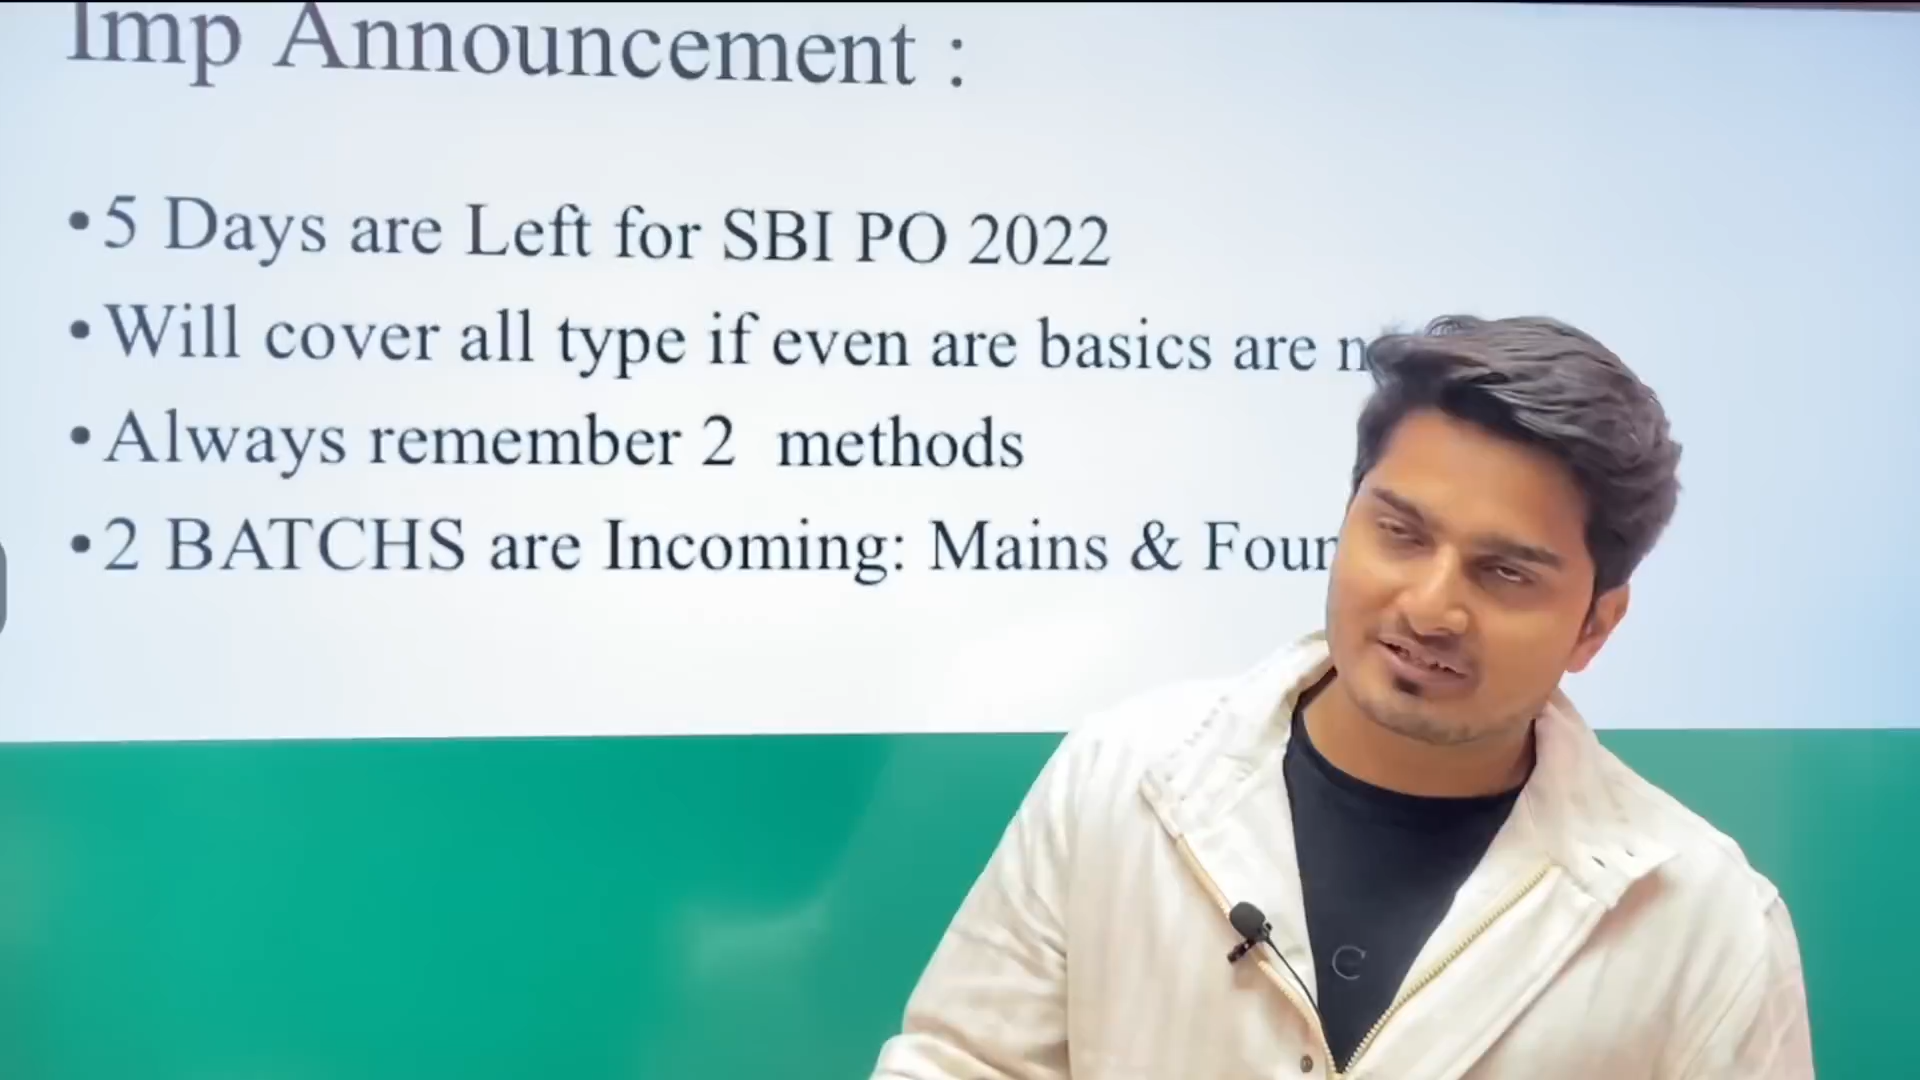 Imp Announcement :
•5 Days are Left for SBI PO 2022
•Will cover all type if even are basics are
•Always remember 2 methods
•2 BATCHS are Incoming: Mains &
C